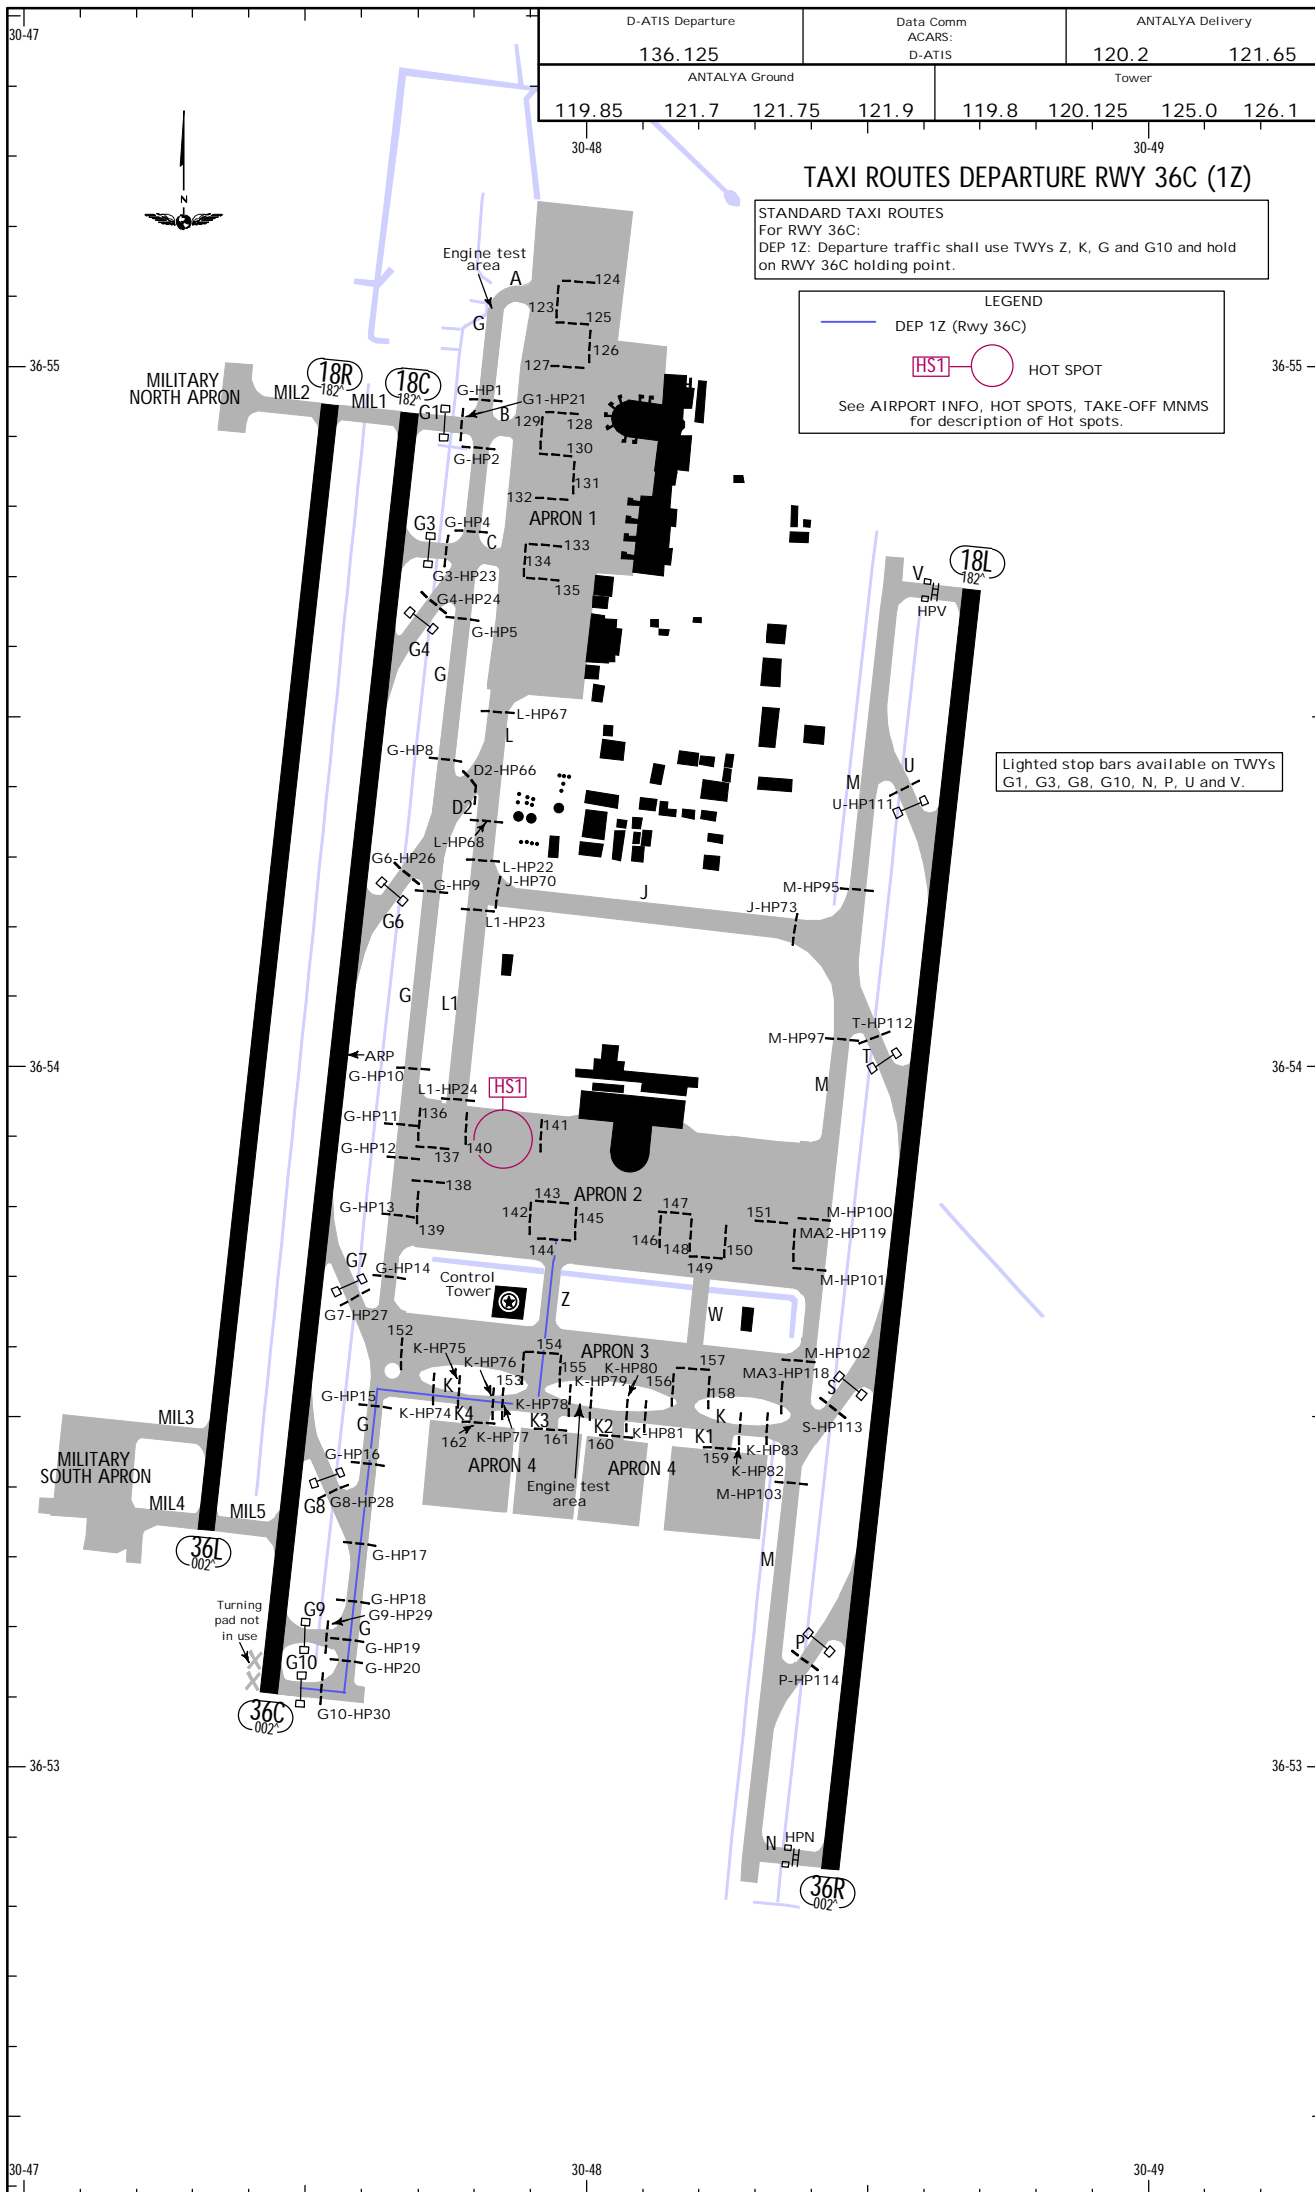 30-47
D-ATIS Departure
136.125
Data Comm
ACARS:
D-ATIS
ANTALYA Delivery
120.2 121.65
ANTALYA Ground
119.85 121.7 121.75 121.9
Tower
119.8 120.125 125.0 126.1
30-48
30-49
TAXI ROUTES DEPARTURE RWY 36C (1Z)
STANDARD TAXI ROUTES
For RWY 36C:
DEP 1Z: Departure traffic shall use TWYs Z, K, G and G10 and hold
on RWY 36C holding point.
LEGEND
DEP 1Z (Rwy 36C)
HS1
HOT SPOT
See AIRPORT INFO, HOT SPOTS, TAKE-OFF MNMS
for description of Hot spots.
N
Engine test
area
A
G
124
123
125
126
127
36-55
36-55
MILITARY
NORTH APRON
MIL2
18R
182^
MIL1
18C
182^
G1
G-HP1
G1-HP21
B
129
128
G-HP2
130
131
132
APRON 1
G3
G-HP4
C
133
G3-HP23
134
135
G4-HP24
G-HP5
G4
G
V
18L
182^
HPV
L-HP67
L
G-HP8
D2-HP66
D2
L-HP68
M
U
U-HP111
Lighted stop bars available on TWYs
G1, G3, G8, G10, N, P, U and V.
G6-HP26
L-HP22
G-HP9
J-HP70
G6
L1-HP23
J
M-HP95
J-HP73
G
L1
T-HP112
M-HP97
T
ARP
36-54
36-54
G-HP10
L1-HP24
HS1
M
G-HP11
136
141
G-HP12
137
140
138
G-HP13
139
143
APRON 2
142
145
144
147
146
148
149
150
151
M-HP100
MA2-HP119
M-HP101
G7
G-HP14
G7-HP27
Control
Tower
Z
W
152
K-HP75
K-HP76
153
154
APRON 3
155
K-HP80
K-HP79
156
157
158
M-HP102
MA3-HP118
S
S-HP113
G-HP15
K
K-HP74
K4
K-HP78
K3
K2
K
K1
G
162
K-HP77
161
160
K-HP81
159
K-HP83
K-HP82
M-HP103
MIL3
MILITARY
SOUTH APRON
G-HP16
APRON 4
APRON 4
Engine test
area
G8
G8-HP28
MIL4
MIL5
36L
002^
G-HP17
M
Turning
pad not
in use
G9
G-HP18
G9-HP29
G
G-HP19
G10
G-HP20
P
P-HP114
36C
002^
G10-HP30
36-53
36-53
N
HPN
36R
002^
30-47
30-48
30-49